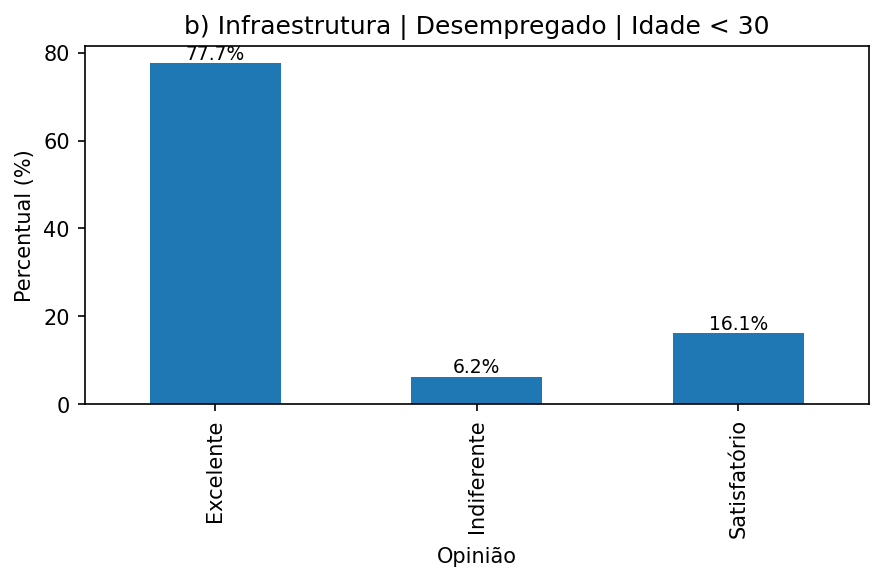 b) Infraestrutura | Desempregado | Idade < 30
Percentual (%)
80
60
40
20
0
77.7%
6.2%
16.1%
Excelente
Indiferente
Satisfatório
Opinião